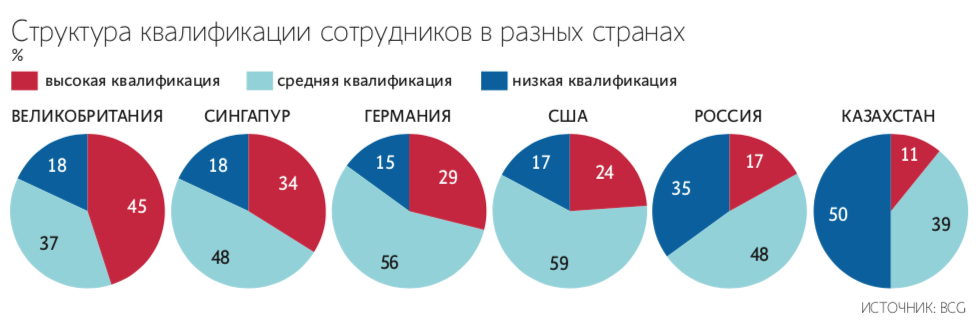 Структура квалификации сотрудников в разных странах
%
высокая квалификация средняя квалификация низкая квалификация
ВЕЛИКОБРИТАНИЯ СИНГАПУР ГЕРМАНИЯ США РОССИЯ КАЗАХСТАН
18 45 37
18 34 48
15 29 56
17 24 59
35 17 48
11 50 39
ИСТОЧНИК: BCG